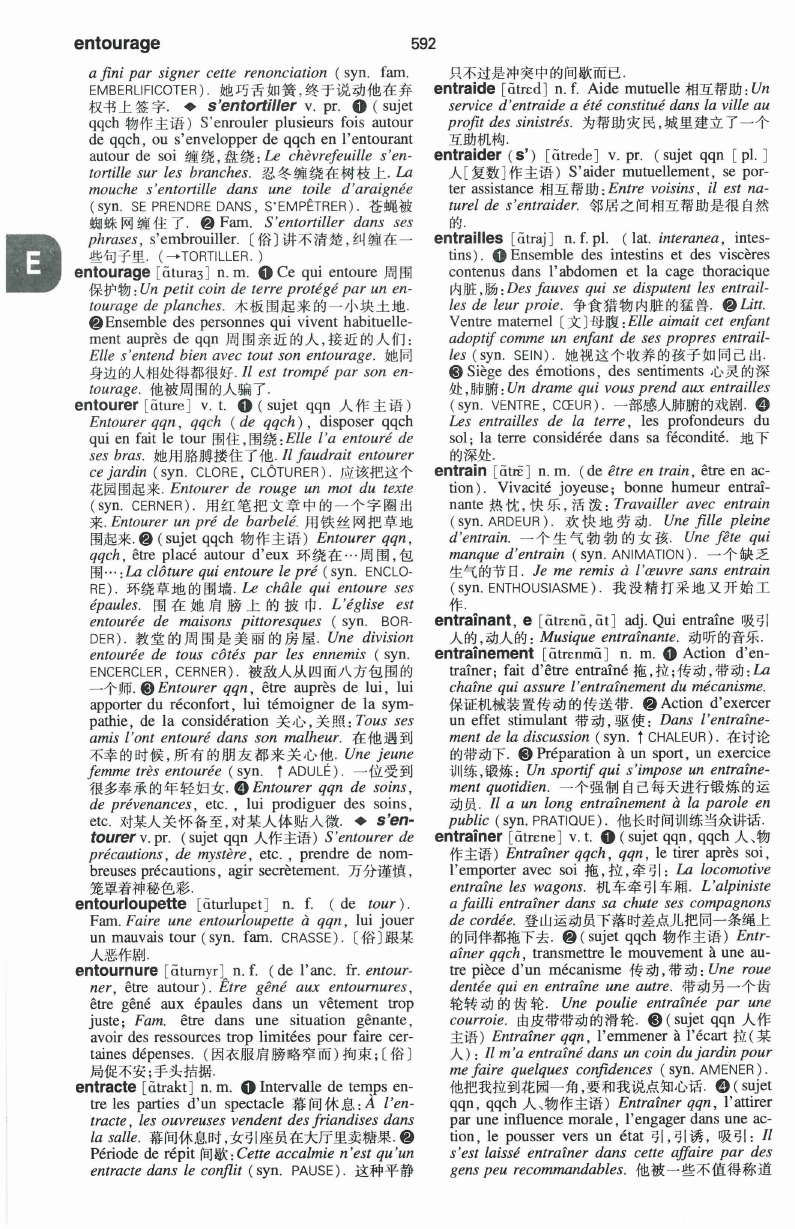 entourage
592
a fini par signer cette renonciation (syn. fam.
EMBERLIFICOTER). 她巧舌如簧,终于说动他在弃
权书上签字. ◆ s'entortiller v. pr. ❶ (sujet
qqch 物作主语) S'enrouler plusieurs fois autour
de qqch, ou s'envelopper de qqch en l'entourant
autour de soi 缠绕,盘绕: Le chèvrefeuille s'en-
tortille sur les branches. 忍冬缠绕在树枝上. La
mouche s'entortille dans une toile d'araignée
(syn. SE PRENDRE DANS, S'EMPÊTRER). 苍蝇被
蜘蛛网缠住了. ❷ Fam. S'entortiller dans ses
phrases, s'embrouiller. [俗]讲不清楚,纠缠在一
些句子里. (→TORTILLER.)
E
entourage [ɑ̃turaʒ] n. m. ❶ Ce qui entoure 周围
保护物: Un petit coin de terre protégé par un en-
tourage de planches. 木板围起来的一小块土地.
❷ Ensemble des personnes qui vivent habituelle-
ment auprès de qqn 周围亲近的人,接近的人们:
Elle s'entend bien avec tout son entourage. 她同
身边的人相处得都很好. Il est trompé par son en-
tourage. 他被周围的人骗了.
entourer [ɑ̃ture] v. t. ❶ (sujet qqn 人作主语)
Entourer qqn, qqch (de qqch), disposer qqch
qui en fait le tour 围住,围绕: Elle l'a entouré de
ses bras. 她用胳膊搂住了他. Il faudrait entourer
ce jardin (syn. CLORE, CLÔTURER). 应该把这个
花园围起来. Entourer de rouge un mot du texte
(syn. CERNER). 用红笔把文章中的一个字圈出
来. Entourer un pré de barbelé. 用铁丝网把草地
围起来. ❷ (sujet qqch 物作主语) Entourer qqn,
qqch, être placé autour d'eux 环绕在…周围,包
围…: La clôture qui entoure le pré (syn. ENCLO-
RE). 环绕草地的围墙. Le châle qui entoure ses
épaules. 围在她肩膀上的披巾. L'église est
entourée de maisons pittoresques (syn. BOR-
DER). 教堂的周围是美丽的房屋. Une division
entourée de tous côtés par les ennemis (syn.
ENCERCLER, CERNER). 被敌人从四面八方包围的
一个师. ❸ Entourer qqn, être auprès de lui, lui
apporter du réconfort, lui témoigner de la sym-
pathie, de la considération 关心,关照: Tous ses
amis l'ont entouré dans son malheur. 在他遇到
不幸的时候,所有的朋友都来关心他. Une jeune
femme très entourée (syn. ↑ ADULÉ). 一位受到
很多奉承的年轻妇女. ❹ Entourer qqn de soins,
de prévenances, etc., lui prodiguer des soins,
etc. 对某人关怀备至,对某人体贴入微. ◆ s'en-
tourer v. pr. (sujet qqn 人作主语) S'entourer de
précautions, de mystère, etc., prendre de nom-
breuses précautions, agir secrètement. 万分谨慎,
笼罩着神秘色彩.
entourloupette [ɑ̃turlupɛt] n. f. (de tour).
Fam. Faire une entourloupette à qqn, lui jouer
un mauvais tour (syn. fam. CRASSE). [俗]跟某
人恶作剧.
entournure [ɑ̃turnyr] n. f. (de l'anc. fr. entour-
ner, être autour). Être gêné aux entournures,
être gêné aux épaules dans un vêtement trop
juste; Fam. être dans une situation gênante,
avoir des ressources trop limitées pour faire cer-
taines dépenses. (因衣服肩膀略窄而)拘束;[俗]
局促不安;手头拮据.
entracte [ɑ̃trakt] n. m. ❶ Intervalle de temps en-
tre les parties d'un spectacle 幕间休息: À l'en-
tracte, les ouvreuses vendent des friandises dans
la salle. 幕间休息时,女引座员在大厅里卖糖果. ❷
Période de répit 间歇: Cette accalmie n'est qu'un
entracte dans le conflit (syn. PAUSE). 这种平静
只不过是冲突中的间歇而已.
entraide [ɑ̃trɛd] n. f. Aide mutuelle 相互帮助: Un
service d'entraide a été constitué dans la ville au
profit des sinistrés. 为帮助灾民,城里建立了一个
互助机构.
entraider (s') [ɑ̃trede] v. pr. (sujet qqn [pl.]
人[复数]作主语) S'aider mutuellement, se por-
ter assistance 相互帮助: Entre voisins, il est na-
turel de s'entraider. 邻居之间相互帮助是很自然
的.
entrailles [ɑ̃traj] n. f. pl. (lat. interanea, intes-
tins). ❶ Ensemble des intestins et des viscères
contenus dans l'abdomen et la cage thoracique
内脏,肠: Des fauves qui se disputent les entrail-
les de leur proie. 争食猎物内脏的猛兽. ❷ Litt.
Ventre maternel [文]母腹: Elle aimait cet enfant
adoptif comme un enfant de ses propres entrail-
les (syn. SEIN). 她视这个收养的孩子如同己出.
❸ Siège des émotions, des sentiments 心灵的深
处,肺腑: Un drame qui vous prend aux entrailles
(syn. VENTRE, CŒUR). 一部感人肺腑的戏剧. ❹
Les entrailles de la terre, les profondeurs du
sol; la terre considérée dans sa fécondité. 地下
的深处.
entrain [ɑ̃trɛ̃] n. m. (de être en train, être en ac-
tion). Vivacité joyeuse; bonne humeur entraî-
nante 热忱,快乐,活泼: Travailler avec entrain
(syn. ARDEUR). 欢快地劳动. Une fille pleine
d'entrain. 一个生气勃勃的女孩. Une fête qui
manque d'entrain (syn. ANIMATION). 一个缺乏
生气的节日. Je me remis à l'œuvre sans entrain
(syn. ENTHOUSIASME). 我没精打采地又开始工
作.
entraînant, e [ɑ̃trɛnɑ̃, ɑ̃t] adj. Qui entraîne 吸引
人的,动人的: Musique entraînante. 动听的音乐.
entraînement [ɑ̃trɛnmɑ̃] n. m. ❶ Action d'en-
traîner; fait d'être entraîné 拖,拉;传动,带动: La
chaîne qui assure l'entraînement du mécanisme.
保证机械装置传动的传送带. ❷ Action d'exercer
un effet stimulant 带动,驱使: Dans l'entraîne-
ment de la discussion (syn. ↑ CHALEUR). 在讨论
的带动下. ❸ Préparation à un sport, un exercice
训练,锻炼: Un sportif qui s'impose un entraîne-
ment quotidien. 一个强制自己每天进行锻炼的运
动员. Il a un long entraînement à la parole en
public (syn. PRATIQUE). 他长时间训练当众讲话.
entraîner [ɑ̃trɛne] v. t. ❶ (sujet qqn, qqch 人、物
作主语) Entraîner qqch, qqn, le tirer après soi,
l'emporter avec soi 拖,拉,牵引: La locomotive
entraîne les wagons. 机车牵引车厢. L'alpiniste
a failli entraîner dans sa chute ses compagnons
de cordée. 登山运动员下落时差点儿把同一条绳上
的同伴都拖下去. ❷ (sujet qqch 物作主语) Entr-
aîner qqch, transmettre le mouvement à une au-
tre pièce d'un mécanisme 传动,带动: Une roue
dentée qui en entraîne une autre. 带动另一个齿
轮转动的齿轮. Une poulie entraînée par une
courroie. 由皮带带动的滑轮. ❸ (sujet qqn 人作
主语) Entraîner qqn, l'emmener à l'écart 拉(某
人): Il m'a entraîné dans un coin du jardin pour
me faire quelques confidences (syn. AMENER).
他把我拉到花园一角,要和我说点知心话. ❹ (sujet
qqn, qqch 人、物作主语) Entraîner qqn, l'attirer
par une influence morale, l'engager dans une ac-
tion, le pousser vers un état 引,引诱, 吸引: Il
s'est laissé entraîner dans cette affaire par des
gens peu recommandables. 他被一些不值得称道